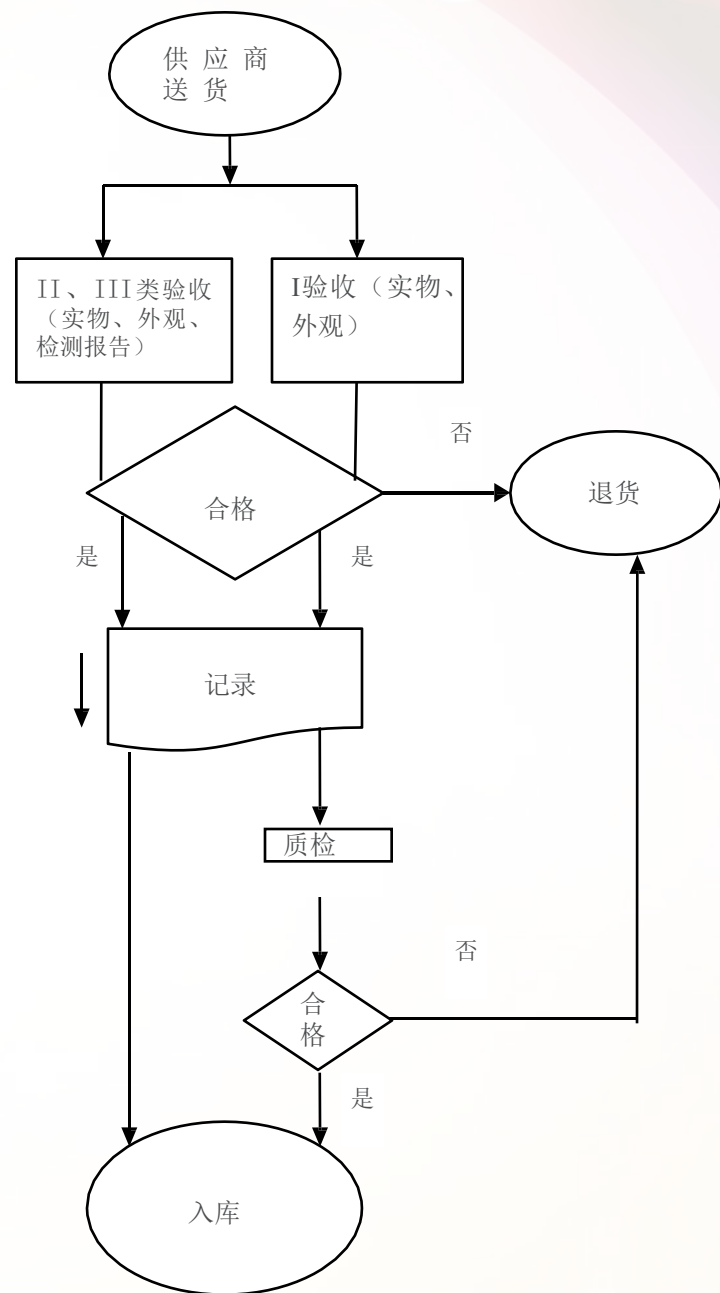 供 应 商
送 货
II、III类验收
（实物、外观、
检测报告）
I验收（实物、
外观）
否
合格
退货
是
是
记录
质检
否
合
格
是
入库